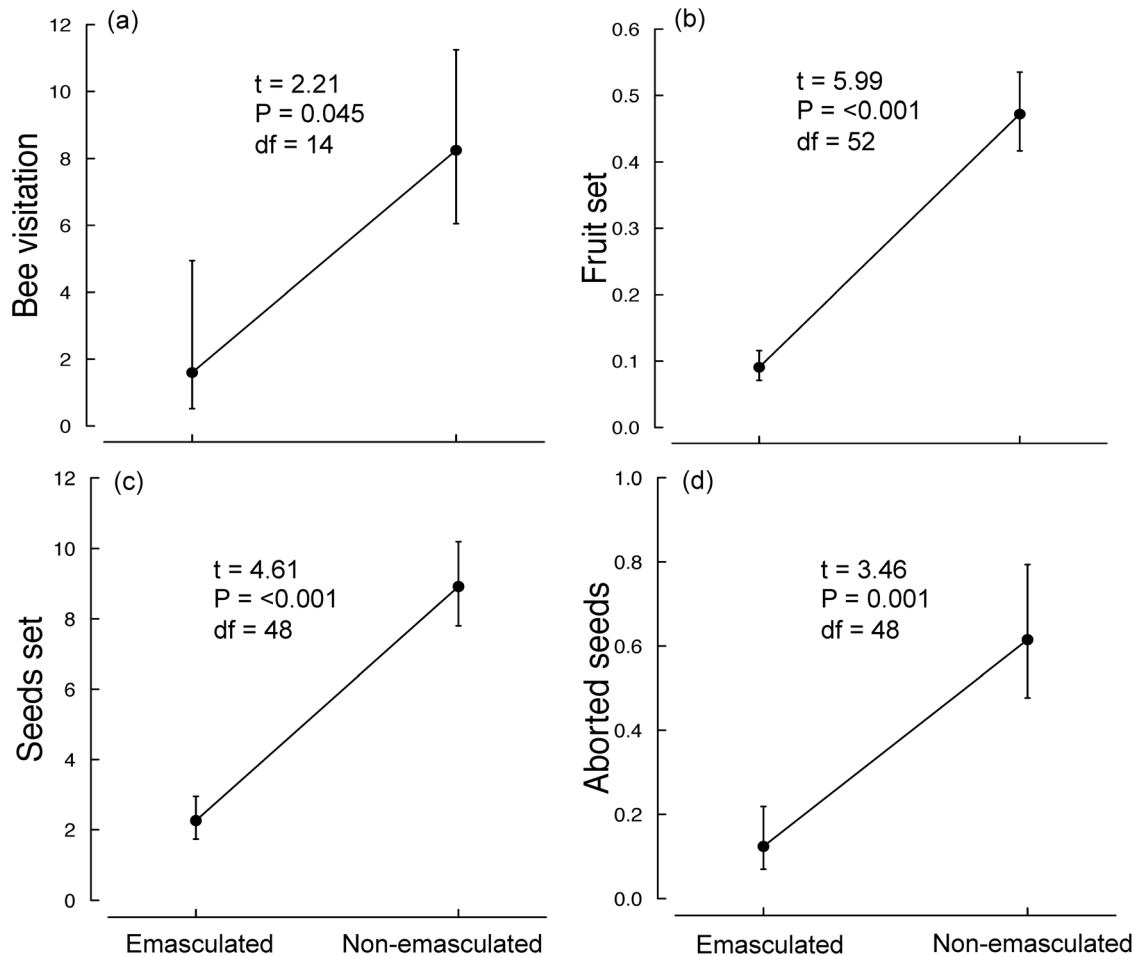 (a)
12
10
8
6
4
2
0
Bee visitation
t = 2.21
P = 0.045
df = 14
(b)
0.6
0.5
0.4
0.3
0.2
0.1
0.0
Fruit set
t = 5.99
P = <0.001
df = 52
(c)
12
10
8
6
4
2
0
Seeds set
t = 4.61
P = <0.001
df = 48
Emasculated Non-emasculated
(d)
1.0
0.8
0.6
0.4
0.2
0.0
Aborted seeds
t = 3.46
P = 0.001
df = 48
Emasculated Non-emasculated